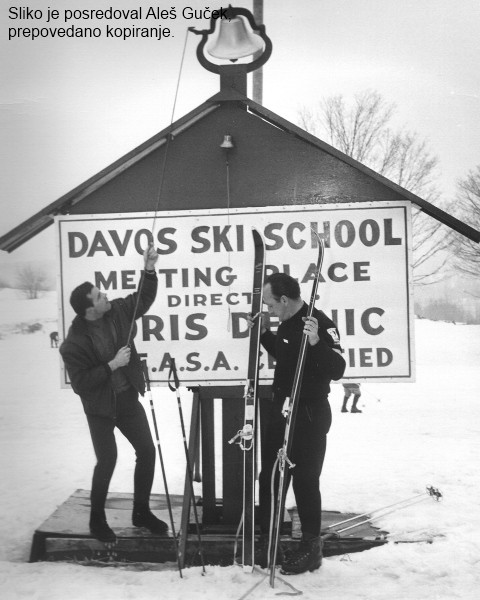 Sliko je posredoval Aleš Guček,
prepovedano kopiranje.
DAVOS SKI SCHOOL
MEETING PLACE
DIRECT
F.A.S.A.